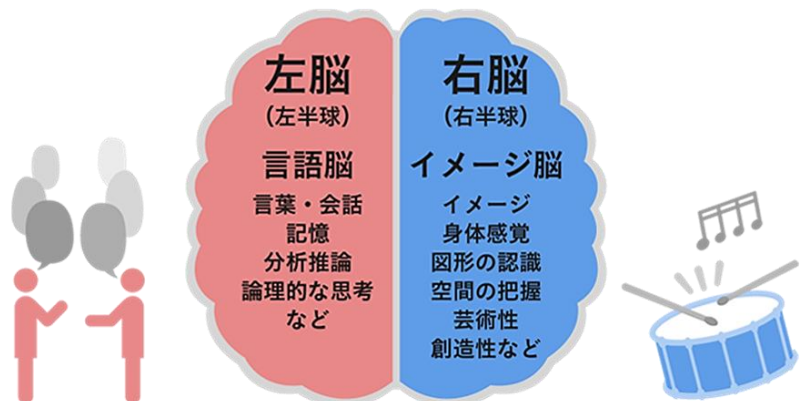 左脳
（左半球）
言語脳
言葉・会話
記憶
分析推論
論理的な思考
など
右脳
（右半球）
イメージ脳
イメージ
身体感覚
図形の認識
空間の把握
芸術性
創造性など